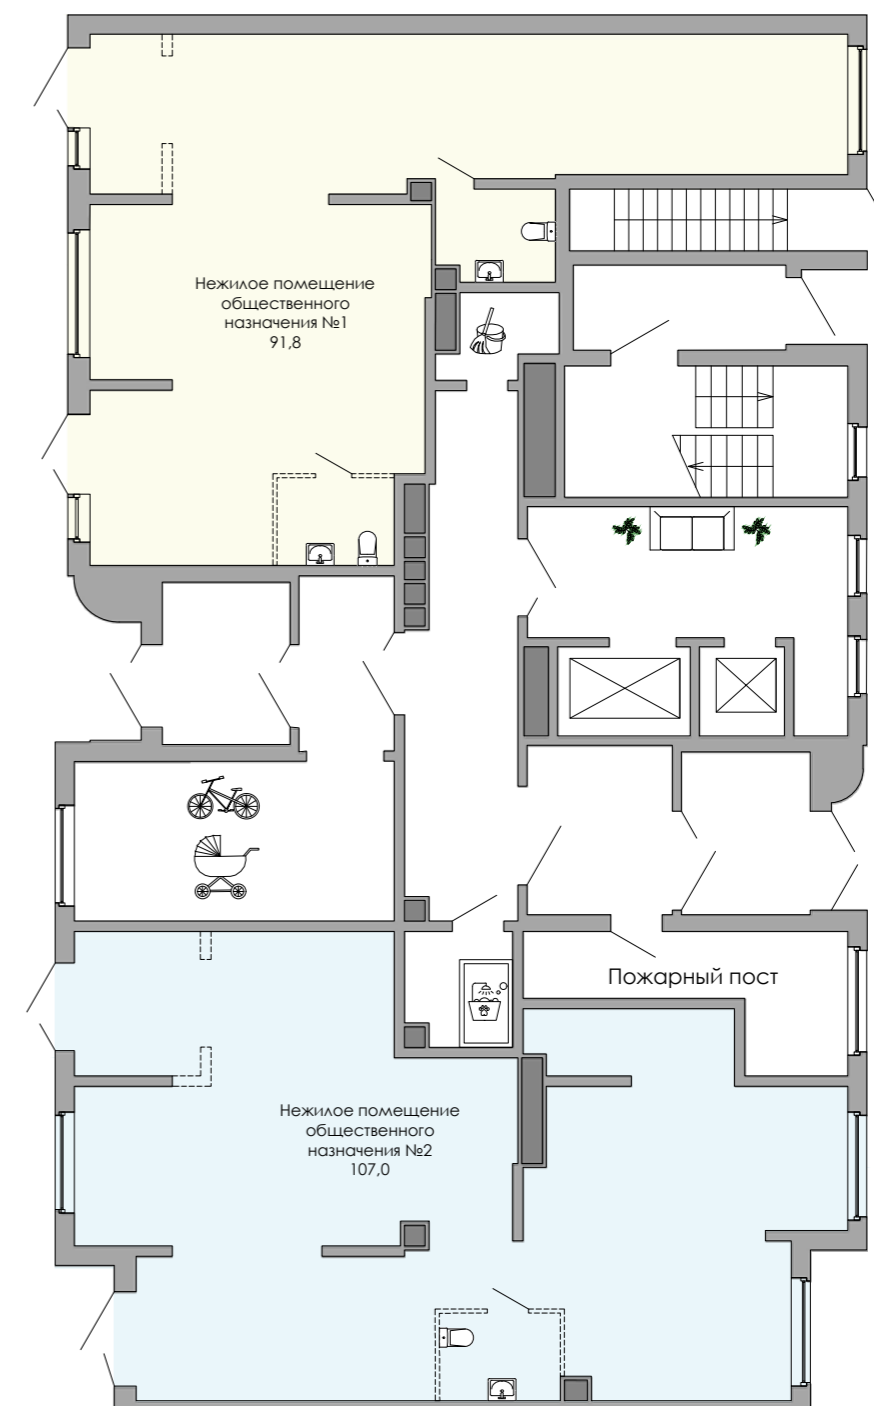 Нежилое помещение
общественного
назначения №1
91,8
Пожарный пост
Нежилое помещение
общественного
назначения №2
107,0